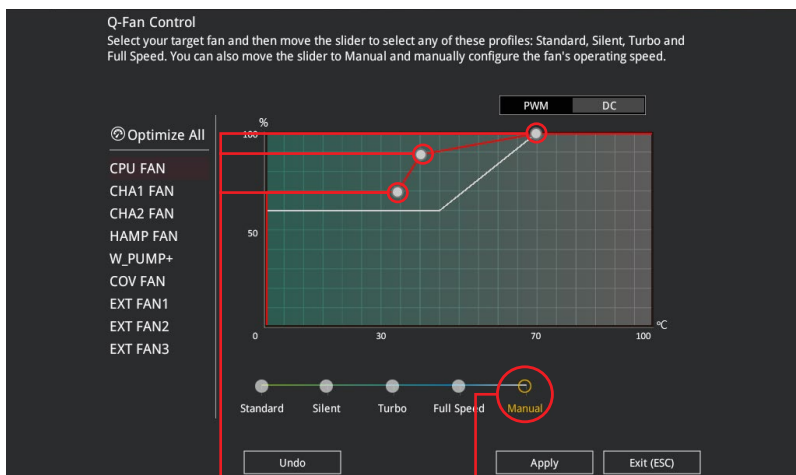 Q-Fan Control
Select your target fan and then move the slider to select any of these profiles: Standard, Silent, Turbo and
Full Speed. You can also move the slider to Manual and manually configure the fan's operating speed.
PWM DC
%
Optimize All
100
CPU FAN
CHA1 FAN
CHA2 FAN
HAMP FAN
50
W_PUMP+
COV FAN
EXT FAN1
EXT FAN2
EXT FAN3
°C
0 30 70 100
Standard Silent Turbo Full Speed Manual
Undo Apply Exit (ESC)